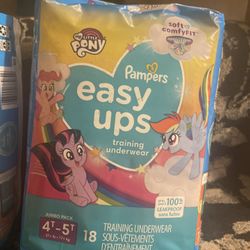 my LITTLE
PONY
soft &
comfyFIT
Pampers
easy
ups
training
underwear
100%
LEAKPROOF
JUMBO PACK
4T-5T
18
TRAINING UNDERWEAR
SOUS-VÊTEMENTS
D'ENTRAÎNEMENT